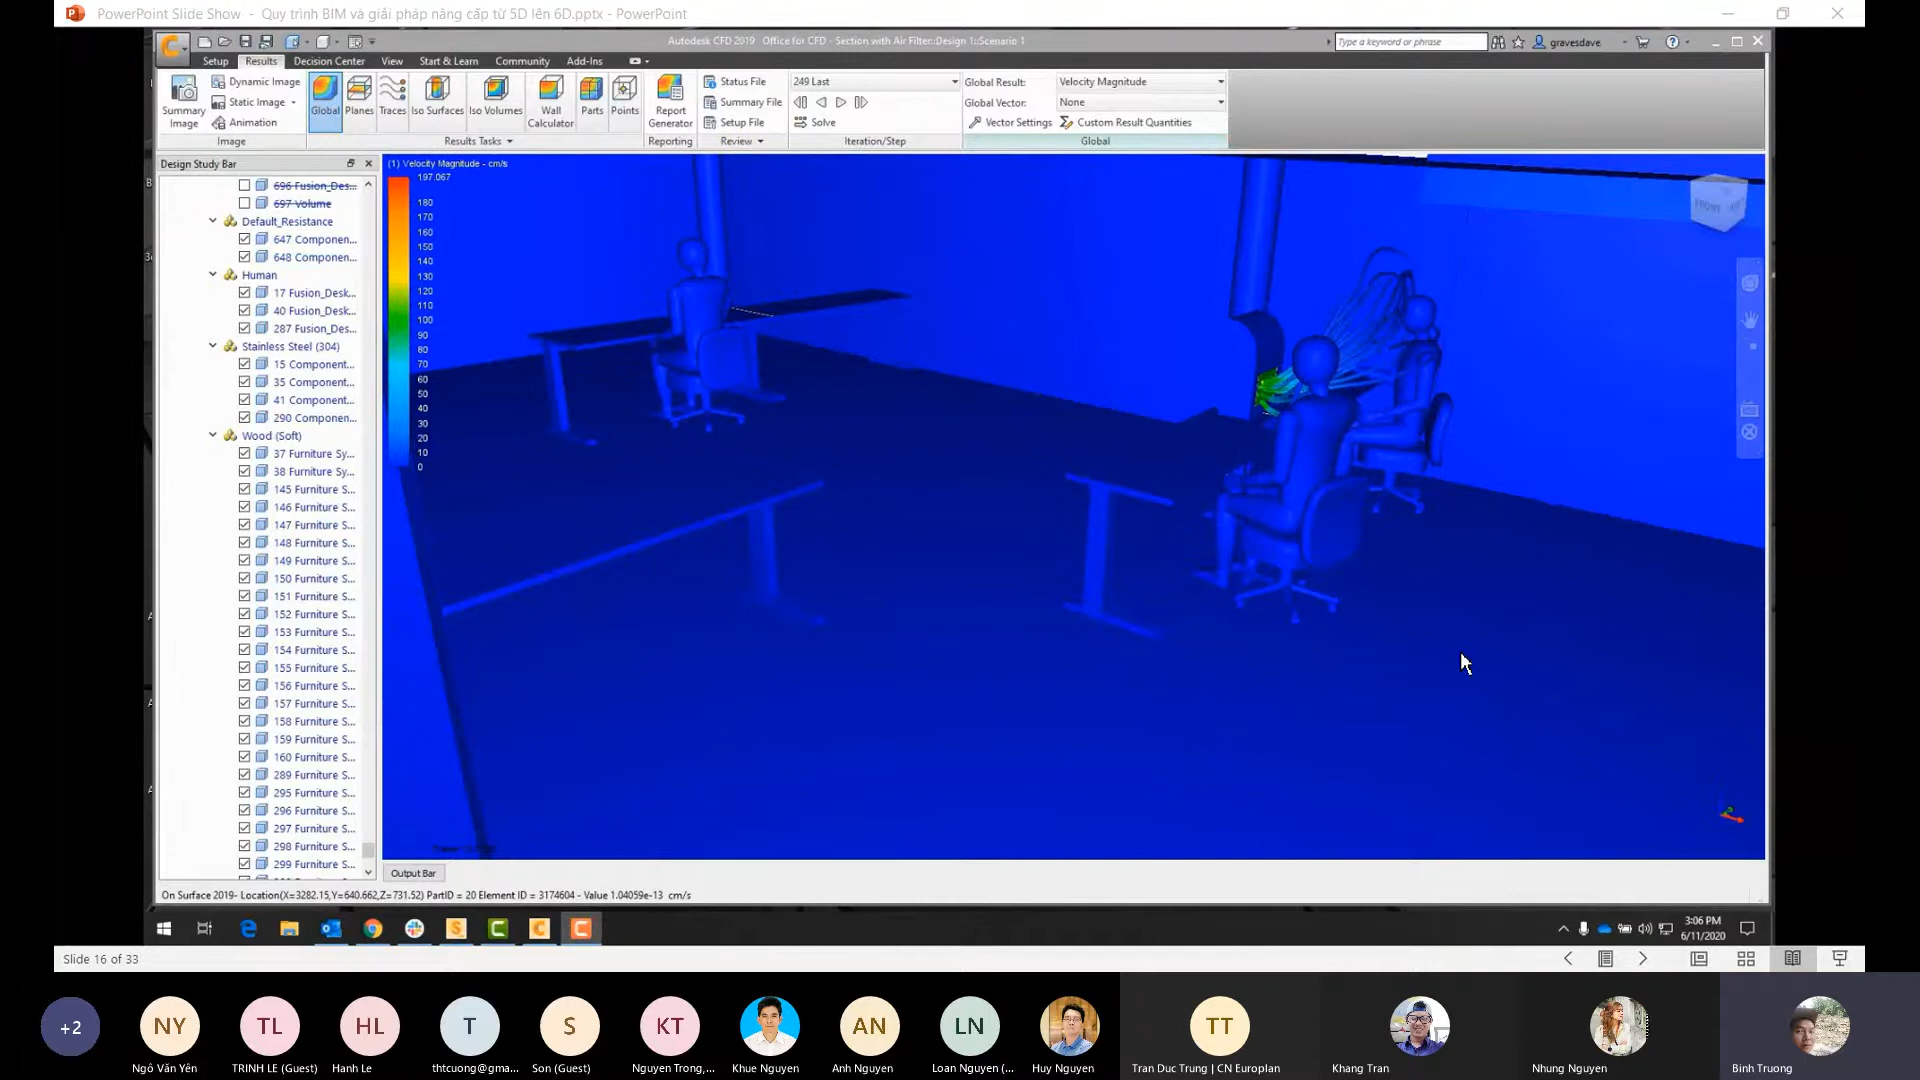 PowerPoint Slide Show - Quy trình BIM và giải pháp nâng cấp từ 5D lên 6D.pptx - PowerPoint
Autodesk CFD 2019 Office for CFD - Section with Air Filter::Design 1::Scenario 1
Type a keyword or phrase
gravesdave
Setup Results Decision Center View Start & Learn Community Add-Ins
Summary Image
Dynamic Image
Static Image
Animation
Image
Global Planes Traces Iso Surfaces Iso Volumes Wall Calculator Parts Points
Results Tasks
Report Generator
Reporting
Status File
Summary File
Setup File
Review
249 Last
Solve
Iteration/Step
Global Result: Velocity Magnitude
Global Vector: None
Vector Settings Custom Result Quantities
Global
Design Study Bar
696 Fusion_Des...
697 Volume
Default_Resistance
647 Componen...
648 Componen...
Human
17 Fusion_Desk...
40 Fusion_Desk...
287 Fusion_Des...
Stainless Steel (304)
15 Component...
35 Component...
41 Component...
290 Componen...
Wood (Soft)
37 Furniture Sy...
38 Furniture Sy...
145 Furniture S...
146 Furniture S...
147 Furniture S...
148 Furniture S...
149 Furniture S...
150 Furniture S...
151 Furniture S...
152 Furniture S...
153 Furniture S...
154 Furniture S...
155 Furniture S...
156 Furniture S...
157 Furniture S...
158 Furniture S...
159 Furniture S...
160 Furniture S...
289 Furniture S...
295 Furniture S...
296 Furniture S...
297 Furniture S...
298 Furniture S...
299 Furniture S...
(1) Velocity Magnitude - cm/s
197.067
180
170
160
150
140
130
120
110
100
90
80
70
60
50
40
30
20
10
0
FRONT
Output Bar
On Surface 2019- Location(X=3282.15,Y=640.662,Z=731.52) PartID = 20 Element ID = 3174604 - Value 1.04059e-13 cm/s
3:06 PM
6/11/2020
Slide 16 of 33
+2
NY
TL
HL
T
S
KT
AN
LN
TT
Ngô Văn Yên
TRINH LE (Guest)
Hanh Le
thtcuong@gma...
Son (Guest)
Nguyen Trong,...
Khue Nguyen
Anh Nguyen
Loan Nguyen (...
Huy Nguyen
Tran Duc Trung | CN Europlan
Khang Tran
Nhung Nguyen
Binh Truong